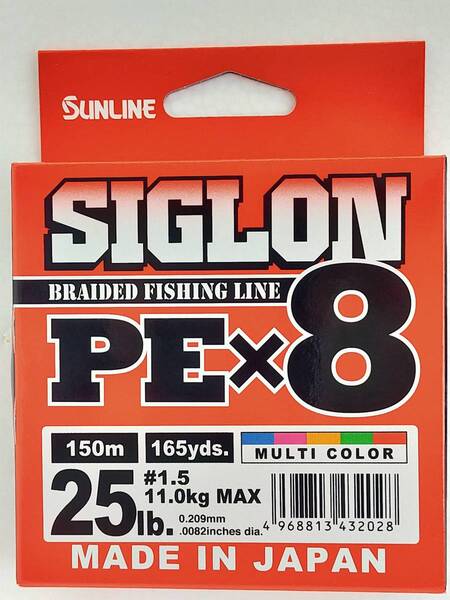 SUNLINE
SIGLON
BRAIDED FISHING LINE
PE×8
150m 165yds. MULTI COLOR
25lb. #1.5
11.0kg MAX
0.209mm
.0082inches dia.
4 968813 432028
MADE IN JAPAN